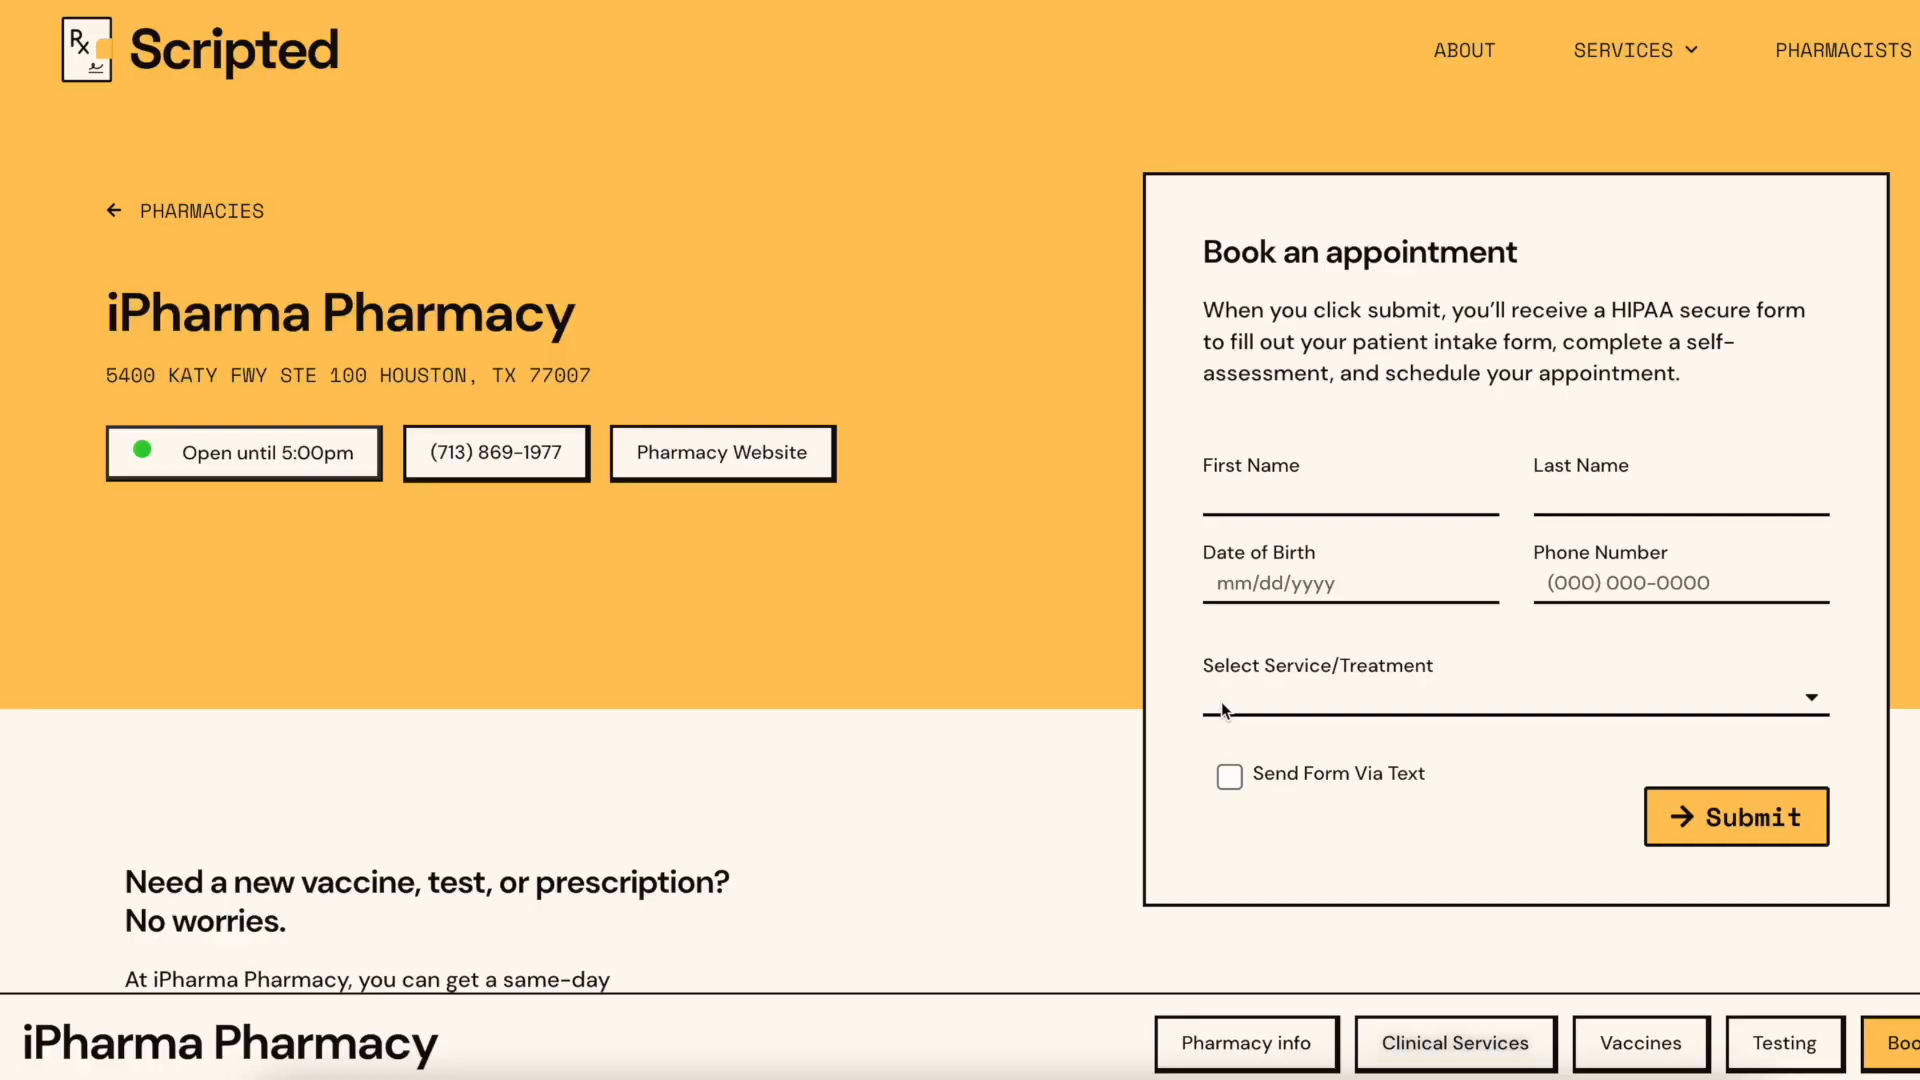 Rx
Scripted
ABOUT
SERVICES
PHARMACISTS
← PHARMACIES
iPharma Pharmacy
5400 KATY FWY STE 100 HOUSTON, TX 77007
Open until 5:00pm
(713) 869-1977
Pharmacy Website
Book an appointment
When you click submit, you’ll receive a HIPAA secure form
to fill out your patient intake form, complete a self-
assessment, and schedule your appointment.
First Name
Last Name
Date of Birth
Phone Number
mm/dd/yyyy
(000) 000-0000
Select Service/Treatment
Send Form Via Text
→ Submit
Need a new vaccine, test, or prescription?
No worries.
At iPharma Pharmacy, you can get a same-day
iPharma Pharmacy
Pharmacy info
Clinical Services
Vaccines
Testing
Boo